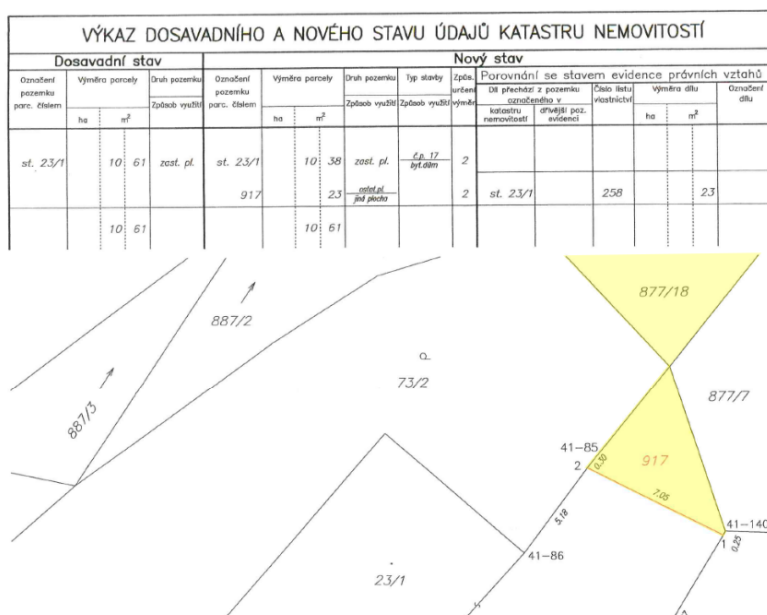 VÝKAZ DOSAVADNÍHO A NOVÉHO STAVU ÚDAJŮ KATASTRU NEMOVITOSTÍ
Dosavadní stav
Nový stav
Označení pozemku parc. číslem
Výměra parcely
ha
m²
Druh pozemku
Způsob využití
Označení pozemku parc. číslem
Výměra parcely
ha
m²
Druh pozemku
Způsob využití
Typ stavby
Způsob využití
Způs. určení výměr
Porovnání se stavem evidence právních vztahů
Díl přechází z pozemku označeného v
katastru nemovitostí
dřívější poz. evidenci
Číslo listu vlastnictví
Výměra dílu
ha
m²
Označení dílu
st. 23/1 10 61 zast. pl. st. 23/1 10 38 zast. pl. č.p. 17 byt.dům 2
917 23 ostat.pl. jiná plocha 2 st. 23/1 258 23
10 61 10 61
877/18
887/2
73/2
877/7
887/3
41-85
2
0.30
917
7.05
5.18
41-140
1
0.25
41-86
23/1